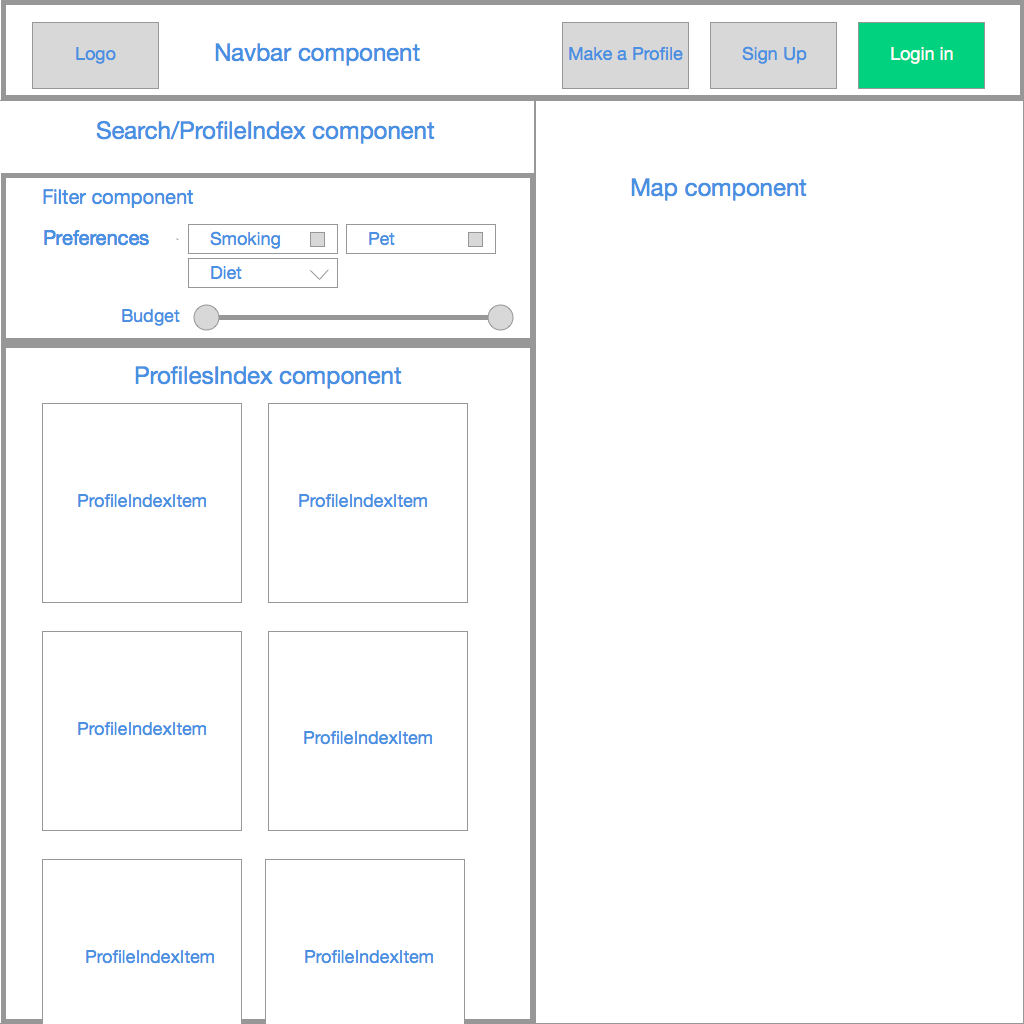 Logo
Navbar component
Make a Profile
Sign Up
Login in
Search/ProfileIndex component
Map component
Filter component
Preferences
Smoking
Pet
Diet
Budget
ProfilesIndex component
ProfileIndexItem
ProfileIndexItem
ProfileIndexItem
ProfileIndexItem
ProfileIndexItem
ProfileIndexItem